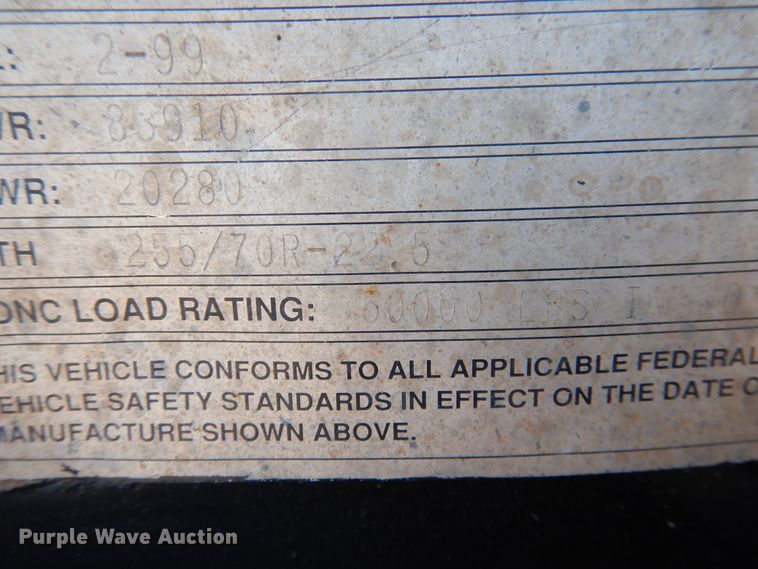 2-99
WR: 83910
WR: 20280
TH 255/70R-22.5
ONC LOAD RATING: 60000 LBS
HIS VEHICLE CONFORMS TO ALL APPLICABLE FEDERAL
EHICLE SAFETY STANDARDS IN EFFECT ON THE DATE O
MANUFACTURE SHOWN ABOVE.
Purple Wave Auction